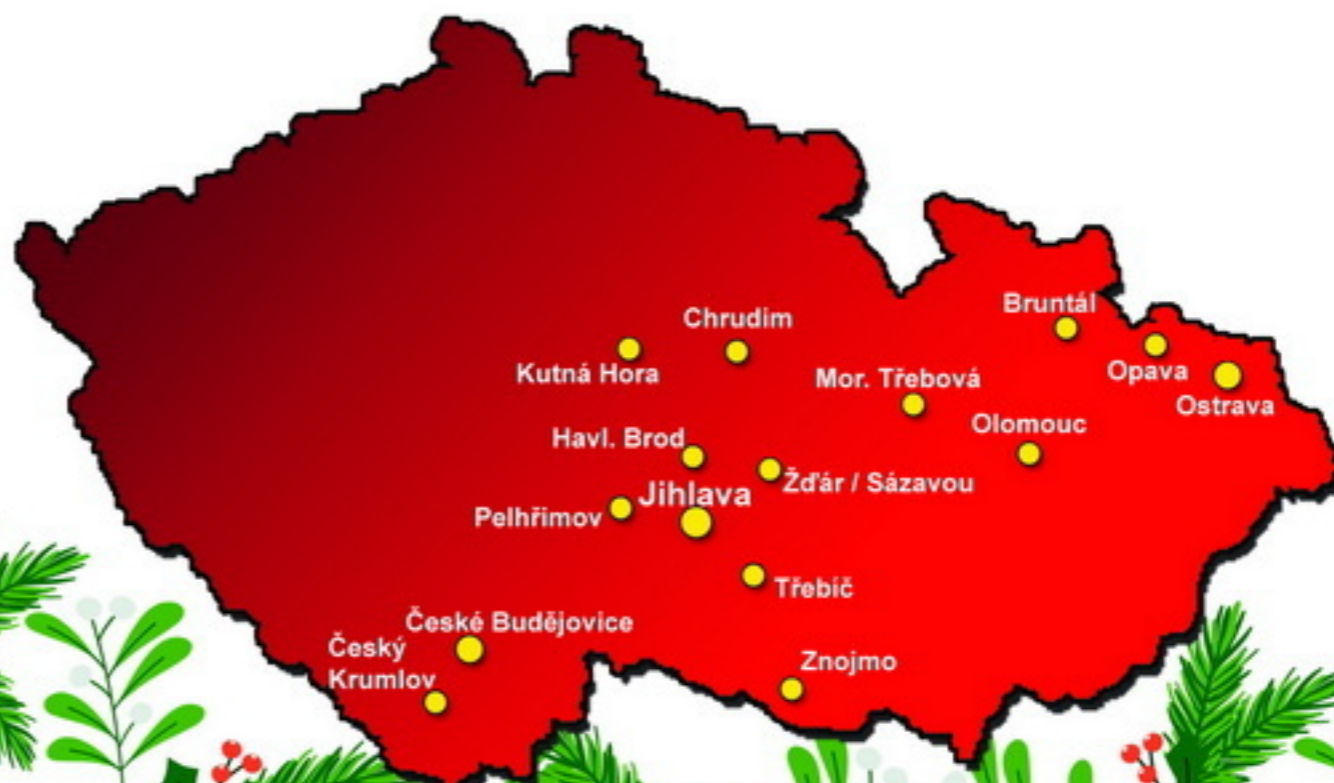 Bruntál
Chrudim
Opava
Kutná Hora
Mor. Třebová
Ostrava
Olomouc
Havl. Brod
Žďár / Sázavou
Jihlava
Pelhřimov
Třebíč
České Budějovice
Český
Krumlov
Znojmo